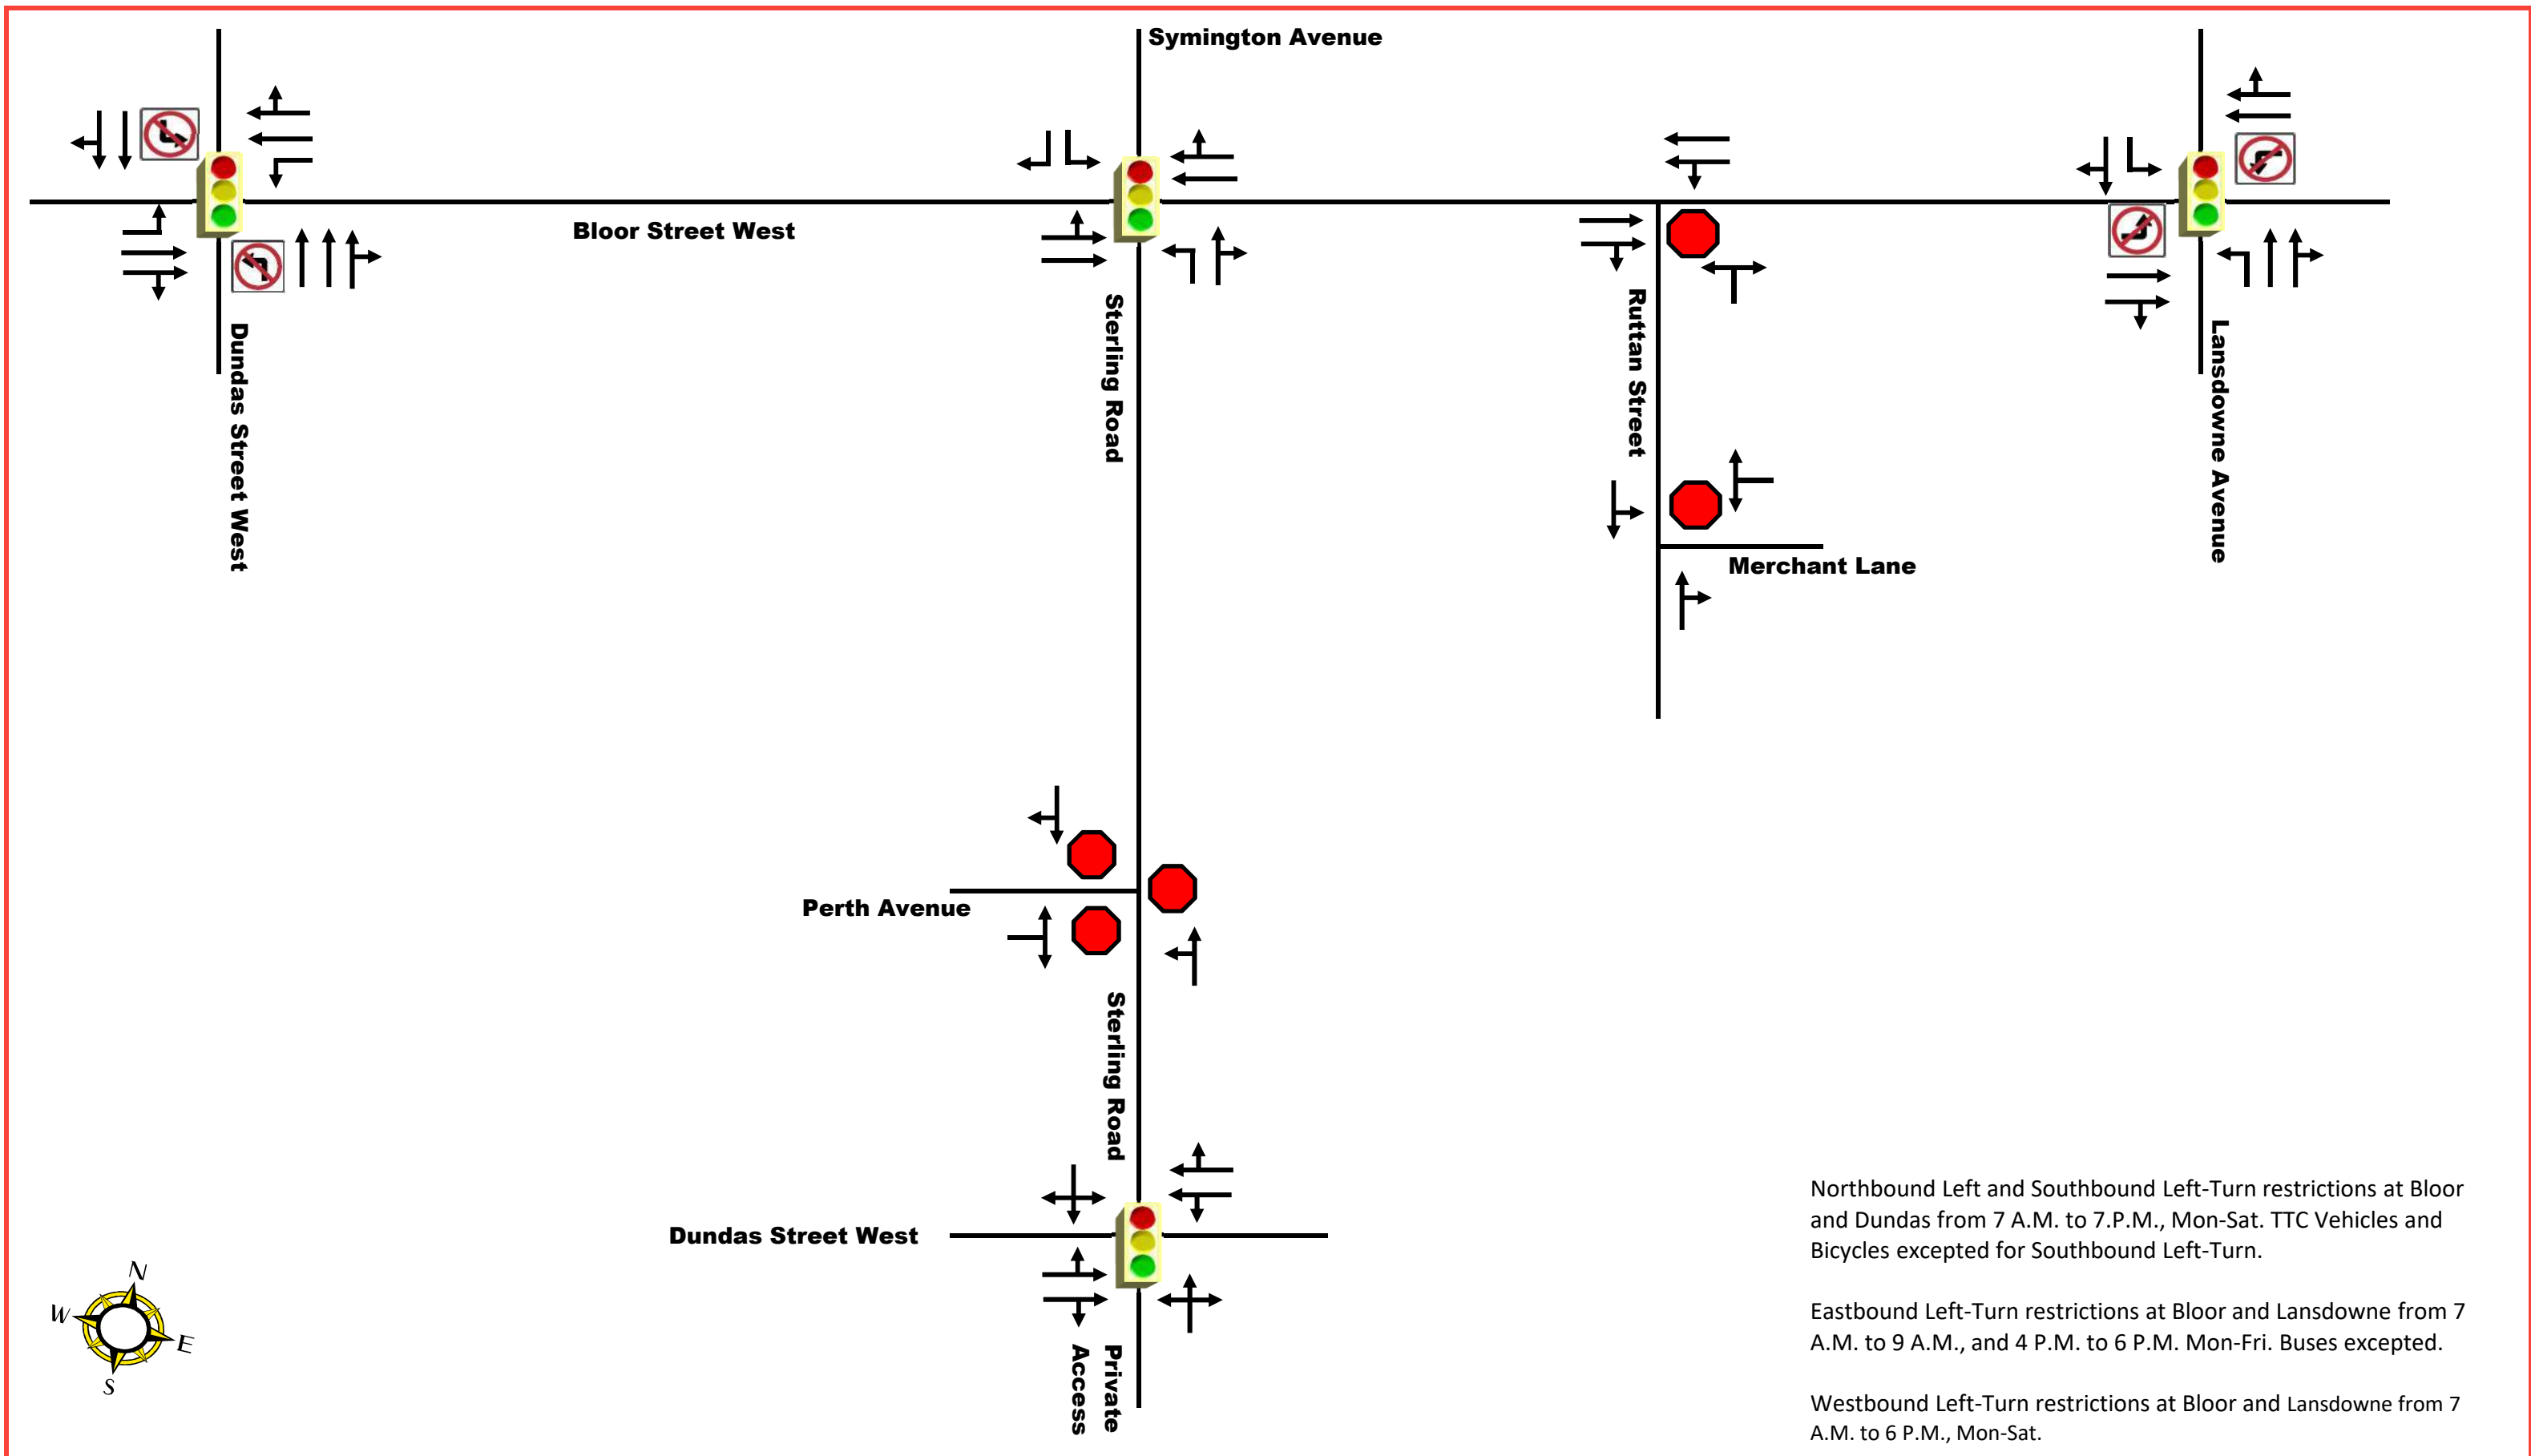 Symington Avenue
Bloor Street West
Dundas Street West
Sterling Road
Ruttan Street
Lansdowne Avenue
Merchant Lane
Perth Avenue
Sterling Road
Dundas Street West
Private
Access
N
W
E
S
Northbound Left and Southbound Left-Turn restrictions at Bloor
and Dundas from 7 A.M. to 7.P.M., Mon-Sat. TTC Vehicles and
Bicycles excepted for Southbound Left-Turn.
Eastbound Left-Turn restrictions at Bloor and Lansdowne from 7
A.M. to 9 A.M., and 4 P.M. to 6 P.M. Mon-Fri. Buses excepted.
Westbound Left-Turn restrictions at Bloor and Lansdowne from 7
A.M. to 6 P.M., Mon-Sat.